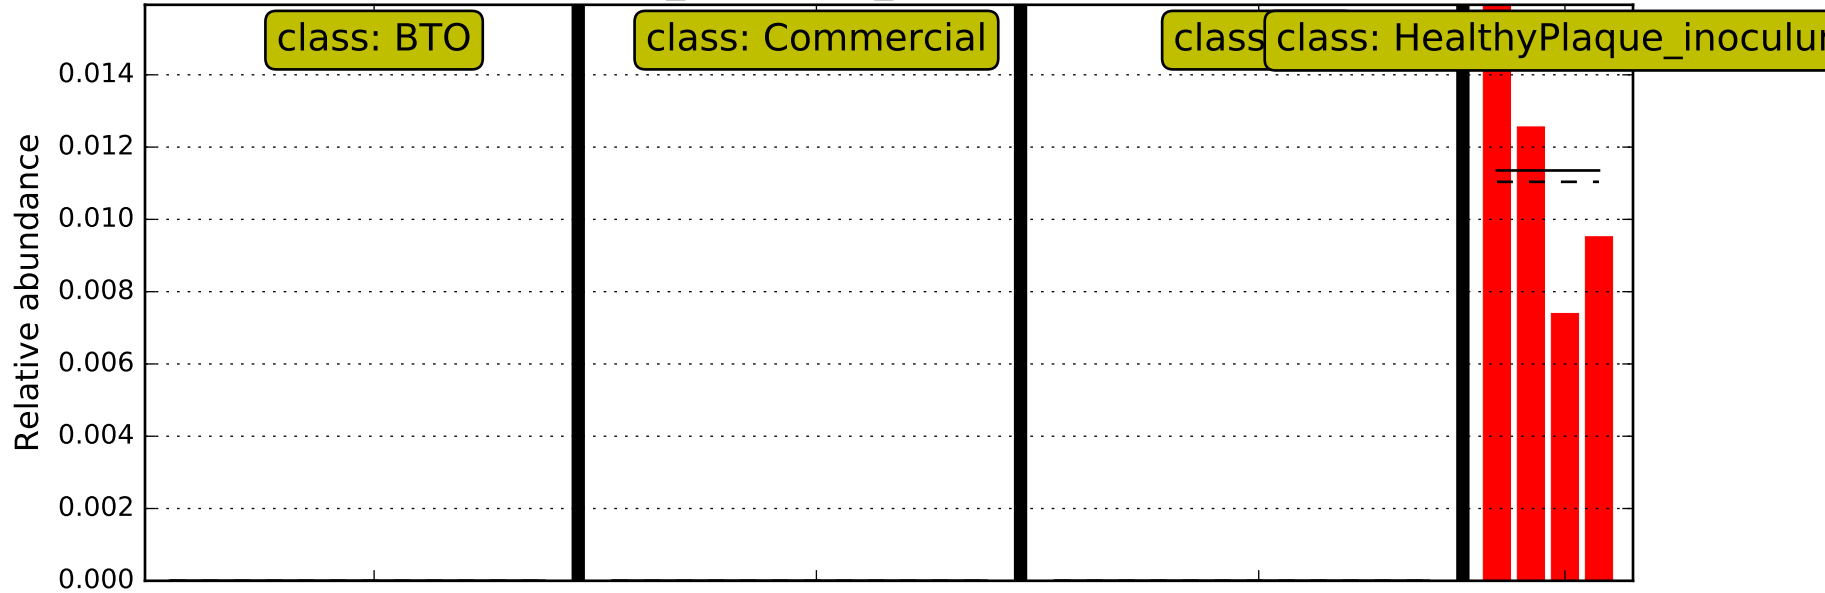 class: BTO
class: Commercial
class
class: HealthyPlaque_inoculu
0.014
0.012
0.010
0.008
0.006
0.004
0.002
0.000
Relative abundance